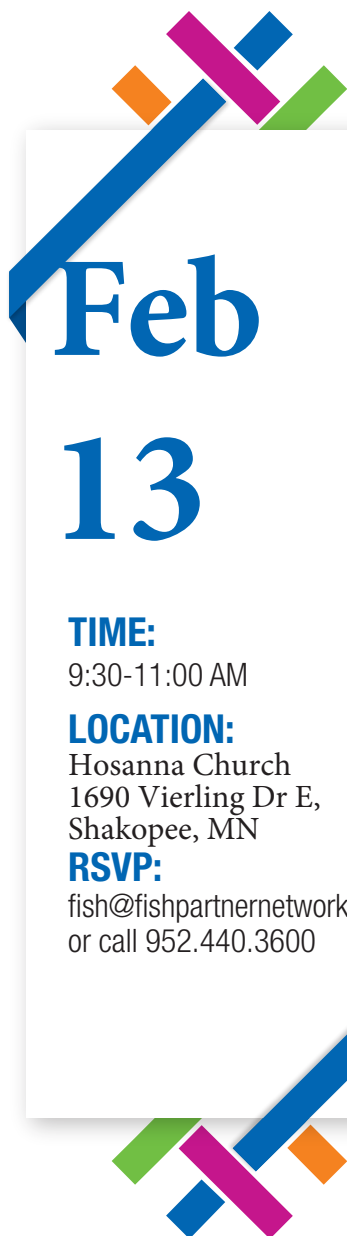 Feb
13
TIME:
9:30-11:00 AM
LOCATION:
Hosanna Church
1690 Vierling Dr E,
Shakopee, MN
RSVP:
fish@fishpartnernetwork
or call 952.440.3600